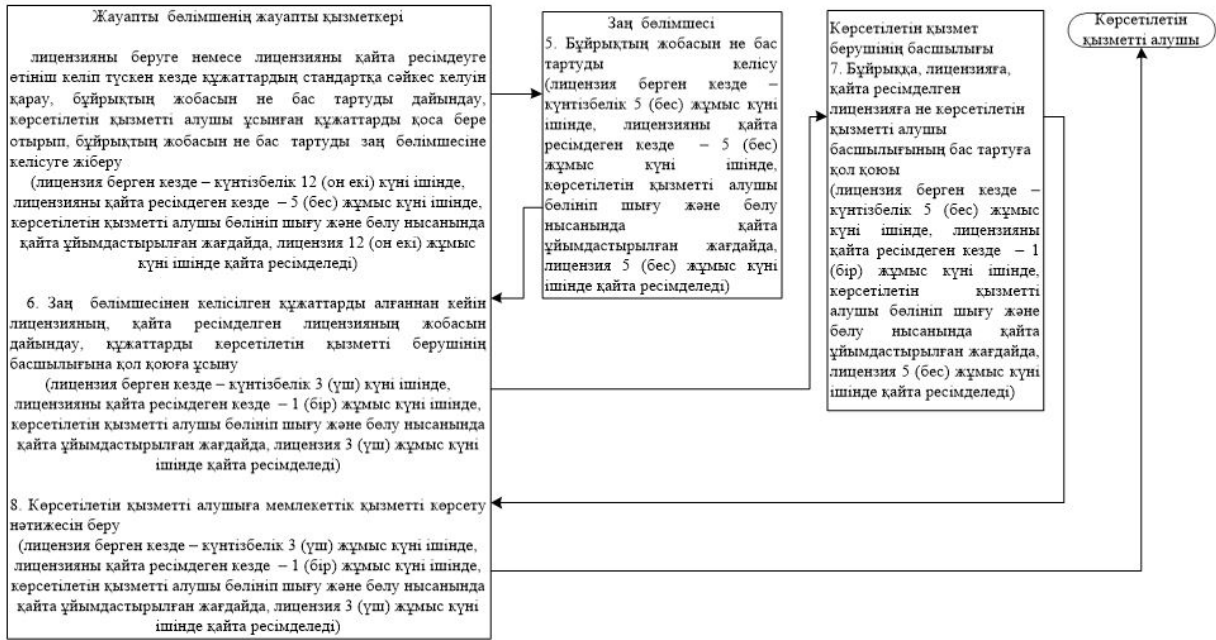 Жауапты бөлімшенің жауапты қызметкері
лицензияны беруге немесе лицензияны қайта ресімдеуге
өтініш келіп түскен кезде құжаттардың стандартқа сәйкес келуін
қарау, бұйрықтың жобасын не бас тартуды дайындау,
көрсетілетін қызметті алушы ұсынған құжаттарды қоса бере
отырып, бұйрықтың жобасын не бас тартуды заң бөлімшесіне
келісуге жіберу
(лицензия берген кезде – күнтізбелік 12 (он екі) күні ішінде,
лицензияны қайта ресімдеген кезде – 5 (бес) жұмыс күні ішінде,
көрсетілетін қызметті алушы бөлініп шығу және бөлу нысанында
қайта ұйымдастырылған жағдайда, лицензия 12 (он екі) жұмыс
күні ішінде қайта ресімделеді)
6. Заң бөлімшесінен келісілген құжаттарды алғаннан кейін
лицензияның, қайта ресімделген лицензияның жобасын
дайындау, құжаттарды көрсетілетін қызметті берушінің
басшылығына қол қоюға ұсыну
(лицензия берген кезде – күнтізбелік 3 (үш) күні ішінде,
лицензияны қайта ресімдеген кезде – 1 (бір) жұмыс күні ішінде,
көрсетілетін қызметті алушы бөлініп шығу және бөлу нысанында
қайта ұйымдастырылған жағдайда, лицензия 3 (үш) жұмыс күні
ішінде қайта ресімделеді)
8. Көрсетілетін қызметті алушыға мемлекеттік қызметті көрсету
нәтижесін беру
(лицензия берген кезде – күнтізбелік 3 (үш) жұмыс күні ішінде,
лицензияны қайта ресімдеген кезде – 1 (бір) жұмыс күні ішінде,
көрсетілетін қызметті алушы бөлініп шығу және бөлу нысанында
қайта ұйымдастырылған жағдайда, лицензия 3 (үш) жұмыс күні
ішінде қайта ресімделеді)
Заң бөлімшесі
5. Бұйрықтың жобасын не бас
тартуды келісу
(лицензия берген кезде –
күнтізбелік 5 (бес) жұмыс күні
ішінде, лицензияны қайта
ресімдеген кезде – 5 (бес)
жұмыс күні ішінде,
көрсетілетін қызметті алушы
бөлініп шығу және бөлу
нысанында қайта
ұйымдастырылған жағдайда,
лицензия 5 (бес) жұмыс күні
ішінде қайта ресімделеді)
Көрсетілетін қызмет
берушінің басшылығы
7. Бұйрыққа, лицензияға,
қайта ресімделген
лицензияға не көрсетілетін
қызметті алушы
басшылығының бас тартуға
қол қоюы
(лицензия берген кезде –
күнтізбелік 5 (бес) жұмыс
күні ішінде, лицензияны
қайта ресімдеген кезде – 1
(бір) жұмыс күні ішінде,
көрсетілетін қызметті
алушы бөлініп шығу және
бөлу нысанында қайта
ұйымдастырылған жағдайда,
лицензия 5 (бес) жұмыс күні
ішінде қайта ресімделеді)
Көрсетілетін
қызметті алушы